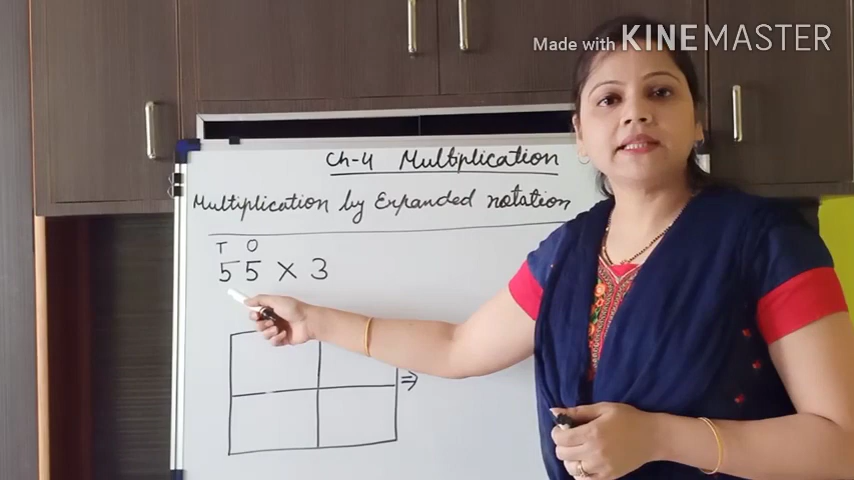 Made with KINEMASTER
Ch-4 Multiplication
Multiplication by Expanded notation
T O
55 × 3
⇒